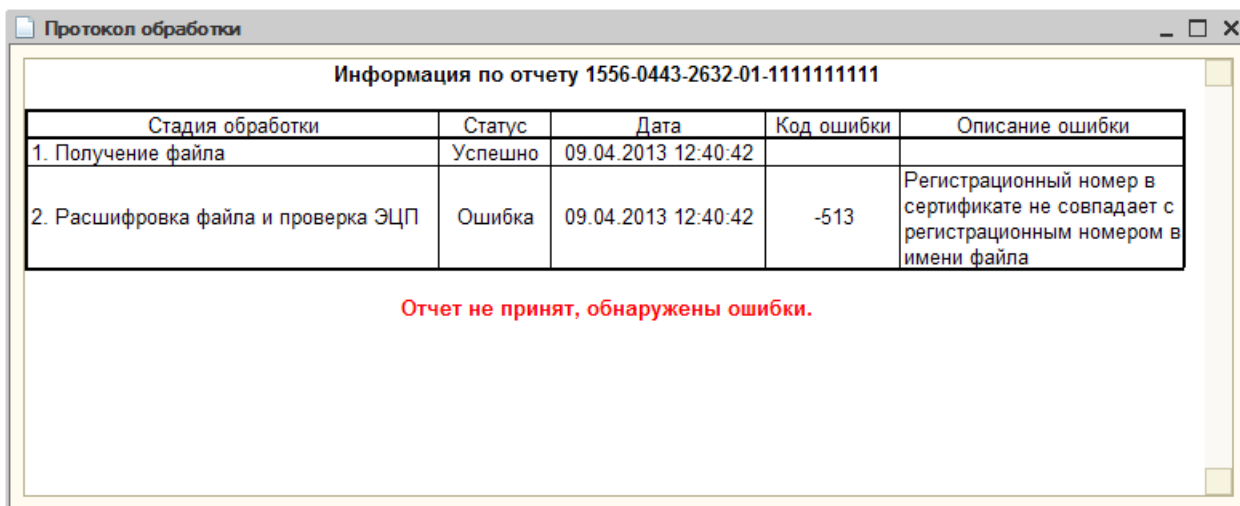 Протокол обработки
Информация по отчету 1556-0443-2632-01-1111111111
Стадия обработки Статус Дата Код ошибки Описание ошибки
1. Получение файла Успешно 09.04.2013 12:40:42
2. Расшифровка файла и проверка ЭЦП Ошибка 09.04.2013 12:40:42 -513 Регистрационный номер в
сертификате не совпадает с
регистрационным номером в
имени файла
Отчет не принят, обнаружены ошибки.